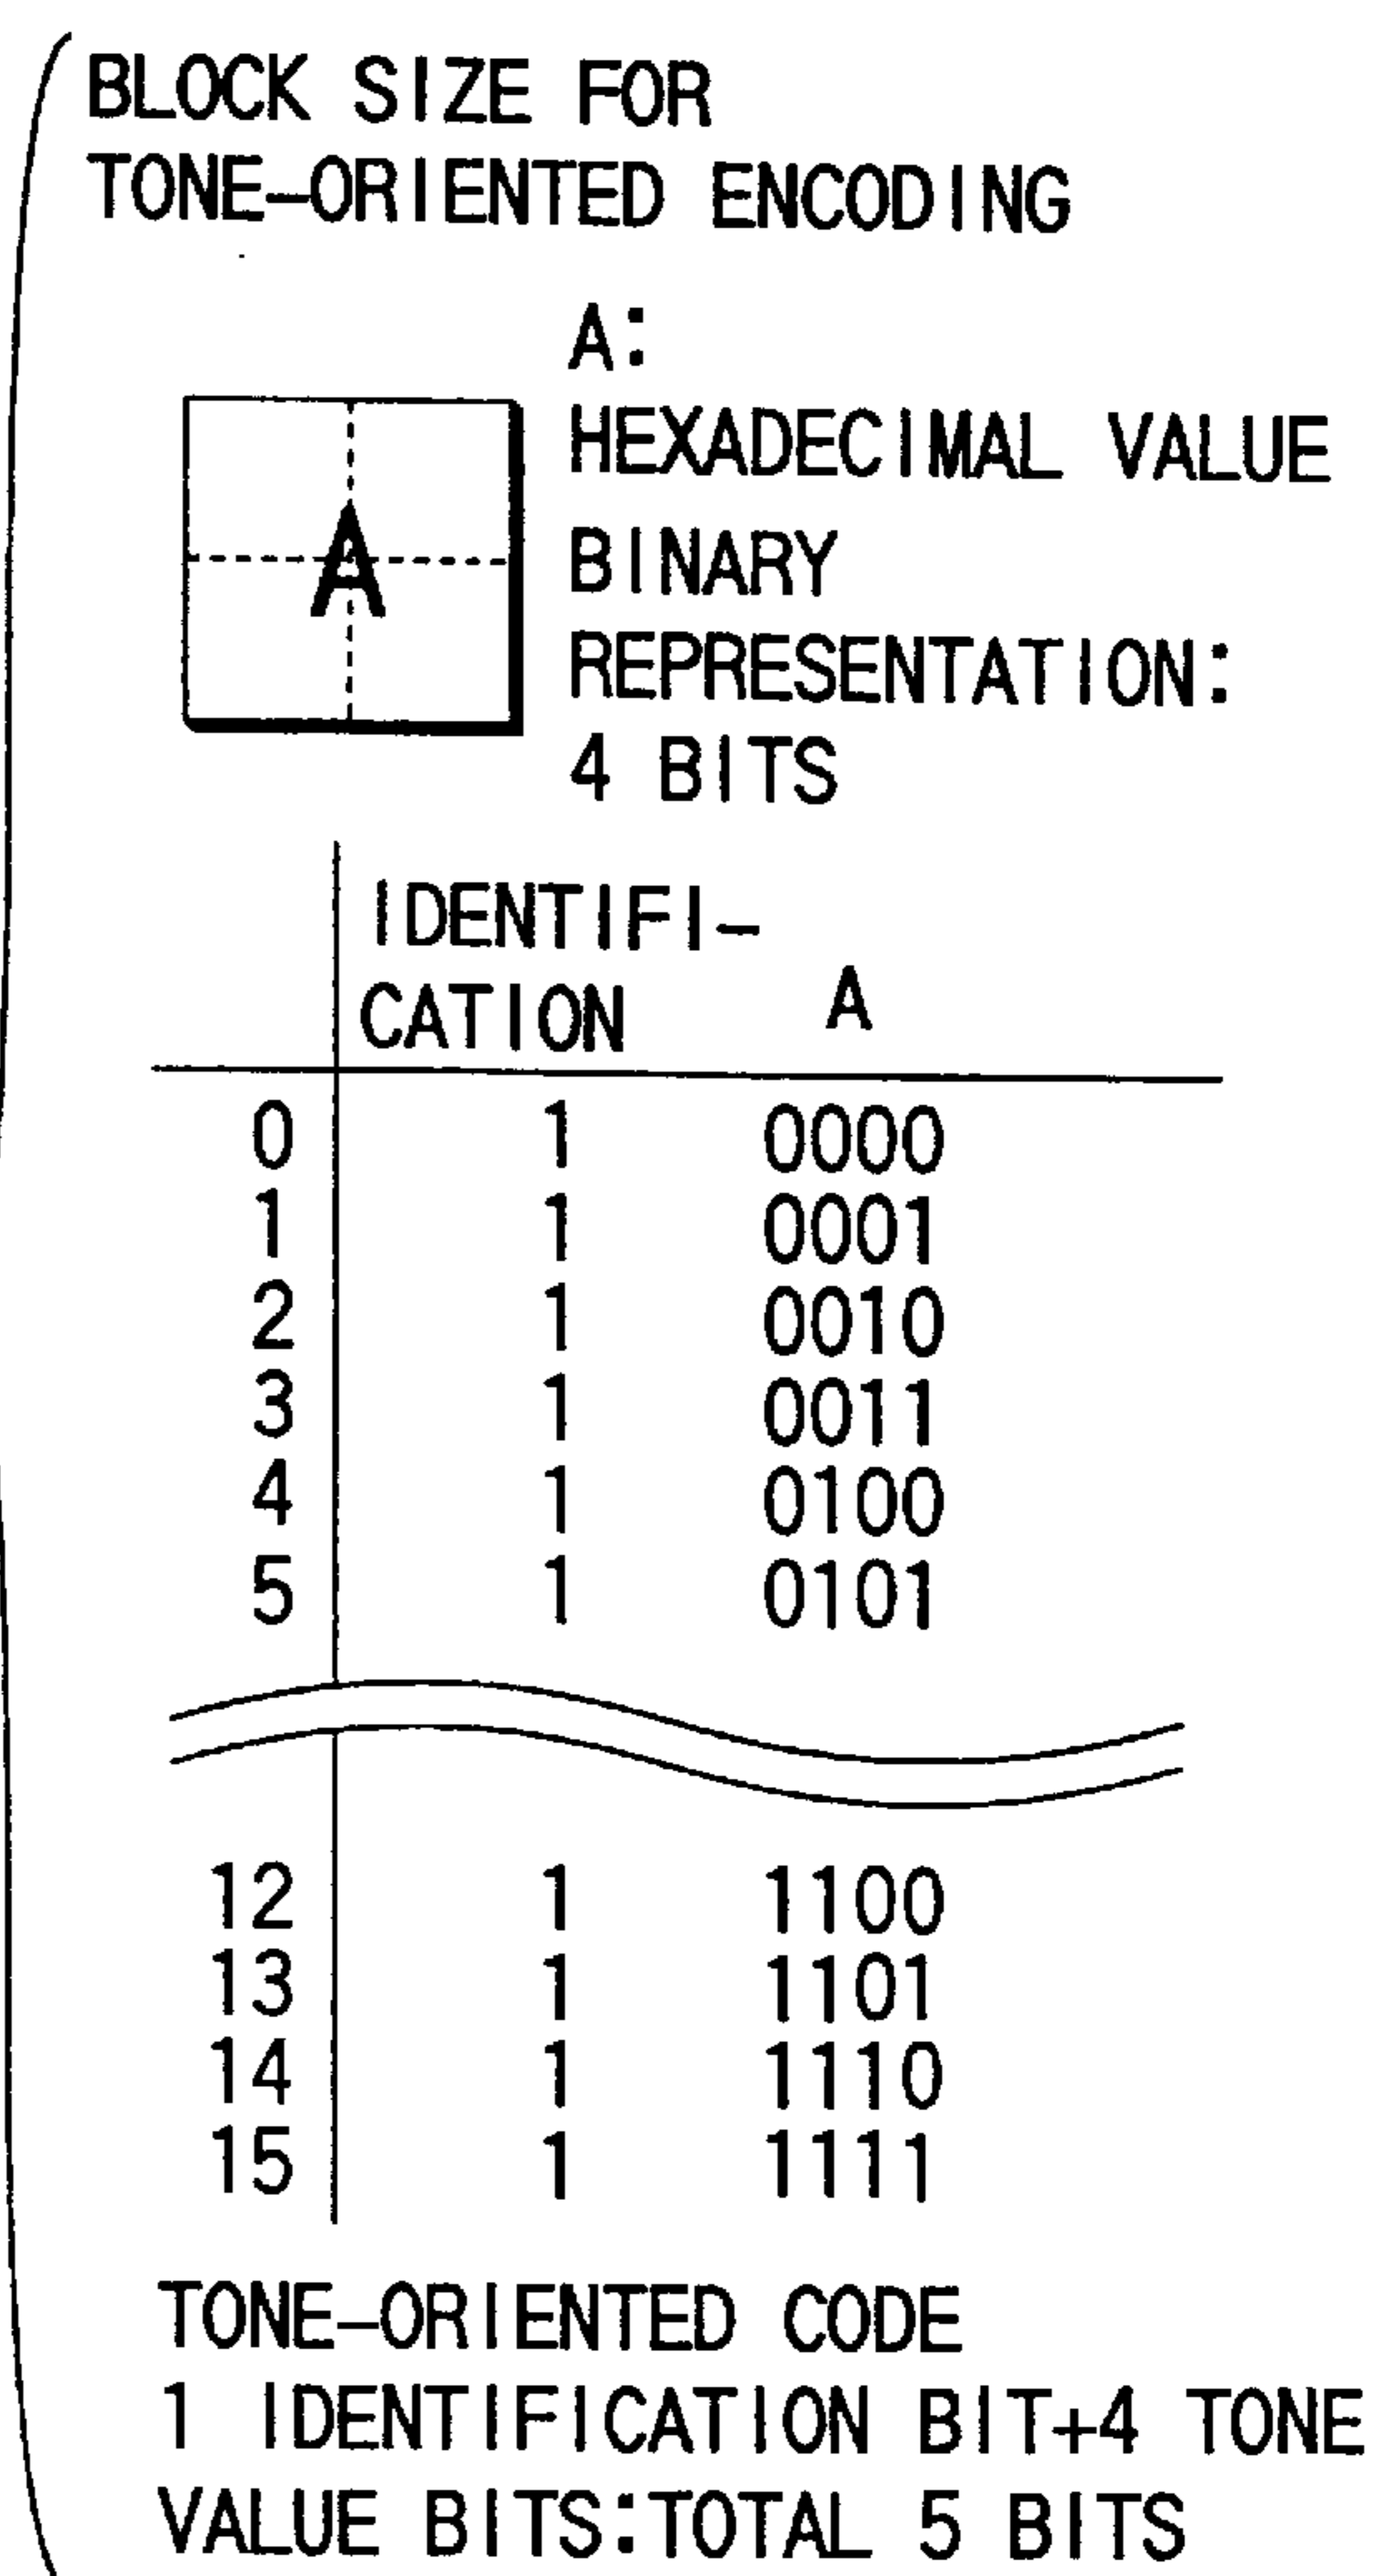 BLOCK SIZE FOR
TONE-ORIENTED ENCODING
A:
HEXADECIMAL VALUE
A
BINARY
REPRESENTATION:
4 BITS
IDENTIFI-
CATION A
0 1 0000
1 1 0001
2 1 0010
3 1 0011
4 1 0100
5 1 0101
12 1 1100
13 1 1101
14 1 1110
15 1 1111
TONE-ORIENTED CODE
1 IDENTIFICATION BIT+4 TONE
VALUE BITS:TOTAL 5 BITS